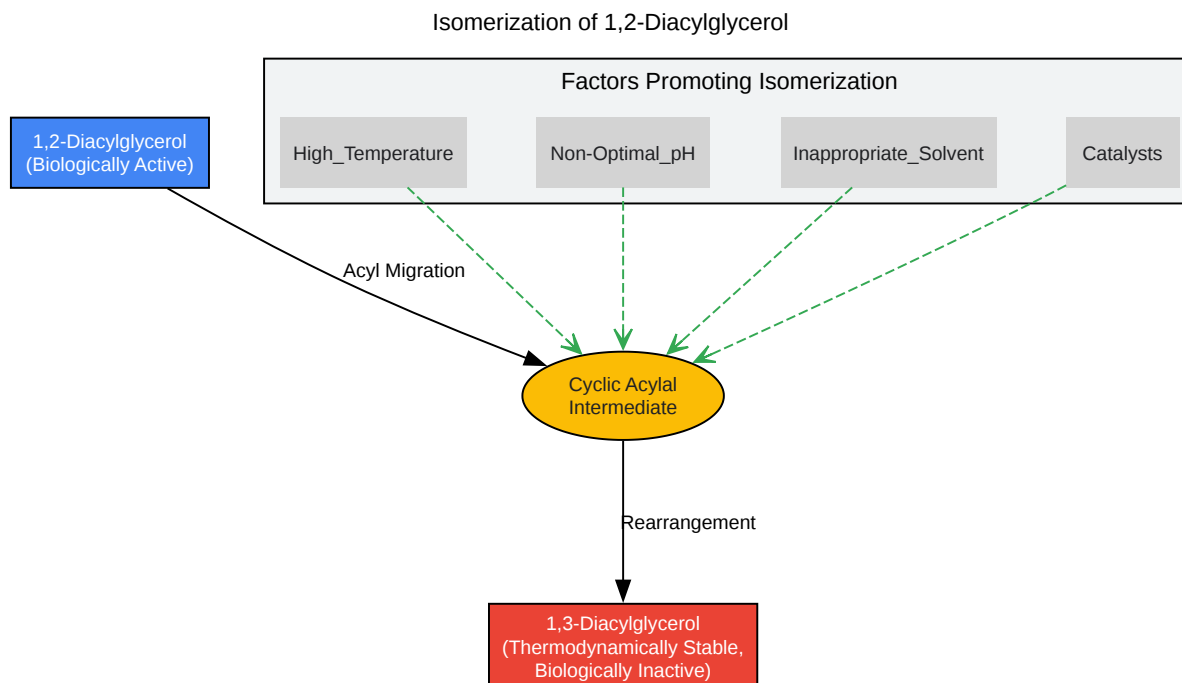 Isomerization of 1,2-Diacylglycerol
Factors Promoting Isomerization
1,2-Diacylglycerol
(Biologically Active)
High_Temperature
Non-Optimal_pH
Inappropriate_Solvent
Catalysts
Acyl Migration
Cyclic Acylal
Intermediate
Rearrangement
1,3-Diacylglycerol
(Thermodynamically Stable,
Biologically Inactive)